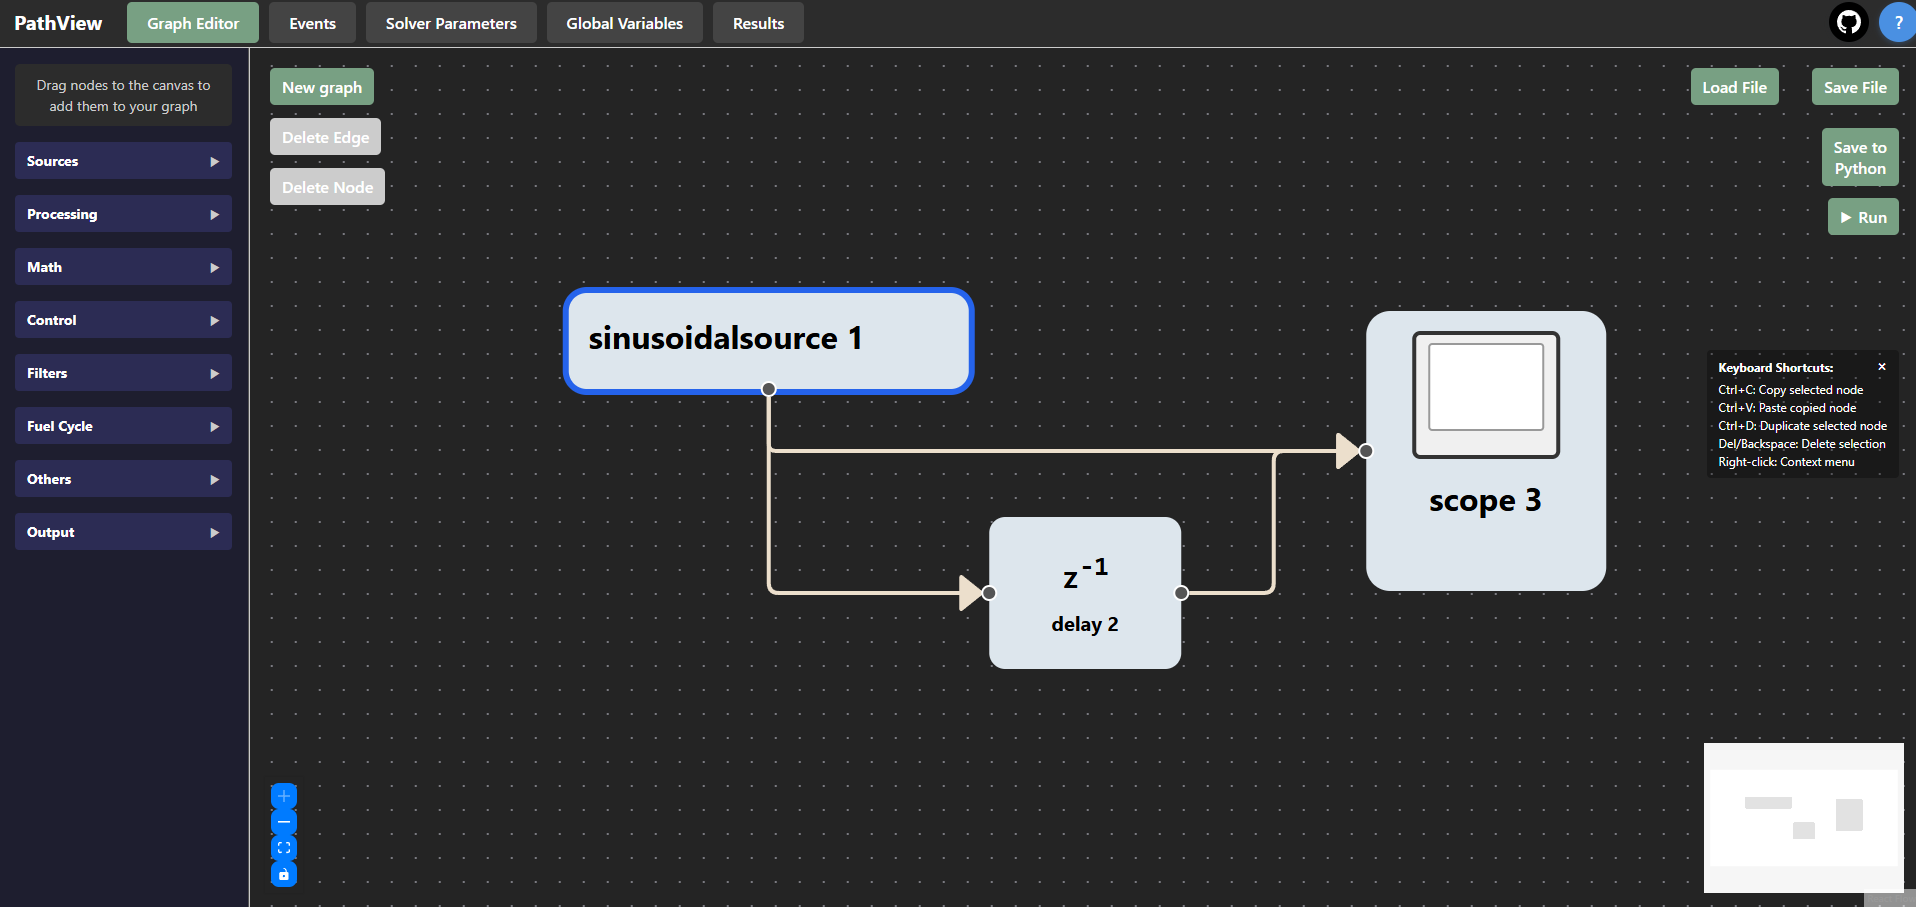 PathView
Graph Editor
Events
Solver Parameters
Global Variables
Results
?
Drag nodes to the canvas to
add them to your graph
Sources
Processing
Math
Control
Filters
Fuel Cycle
Others
Output
New graph
Delete Edge
Delete Node
Load File
Save File
Save to
Python
Run
sinusoidalsource 1
z-1
delay 2
scope 3
Keyboard Shortcuts: ×
Ctrl+C: Copy selected node
Ctrl+V: Paste copied node
Ctrl+D: Duplicate selected node
Del/Backspace: Delete selection
Right-click: Context menu